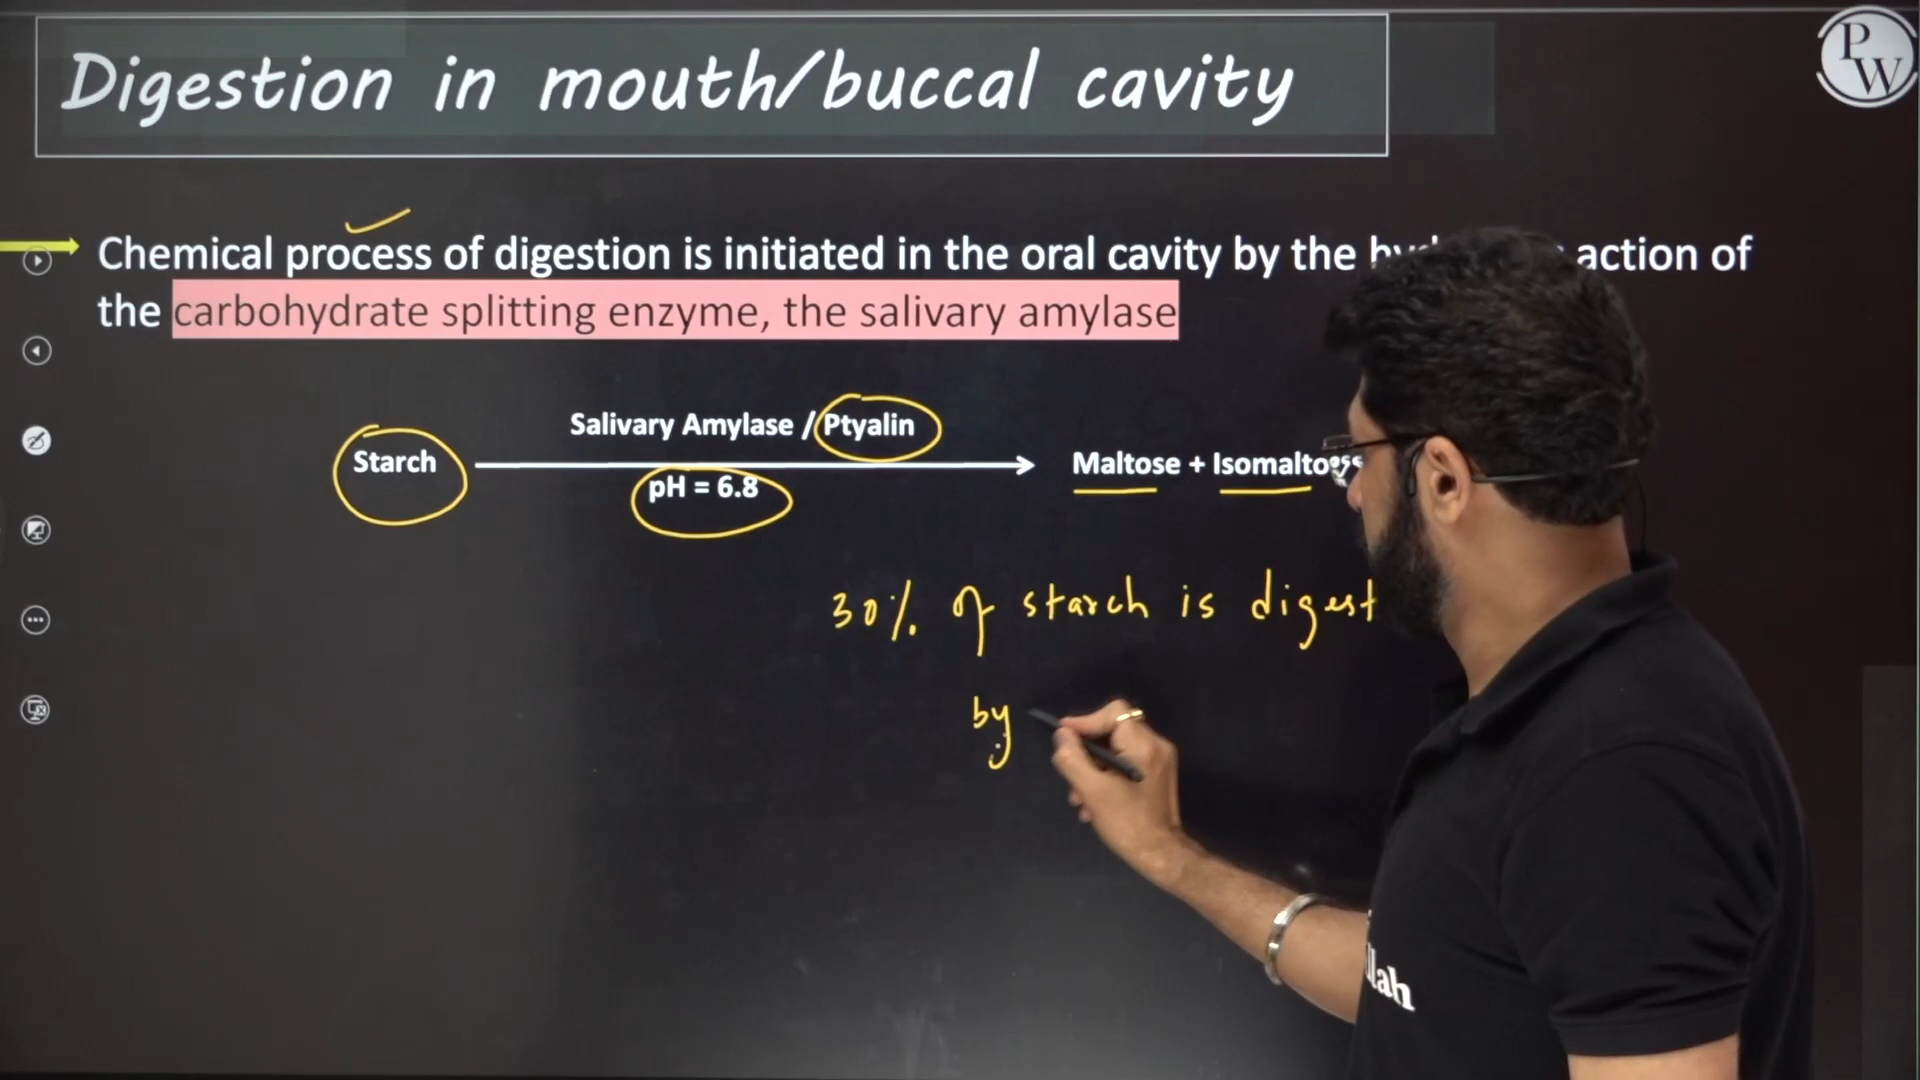 Digestion in mouth/buccal cavity
PW
Chemical process of digestion is initiated in the oral cavity by the action of
the carbohydrate splitting enzyme, the salivary amylase
Salivary Amylase / Ptyalin
Starch
Maltose + Isomaltose
pH = 6.8
30% of starch is digest
by